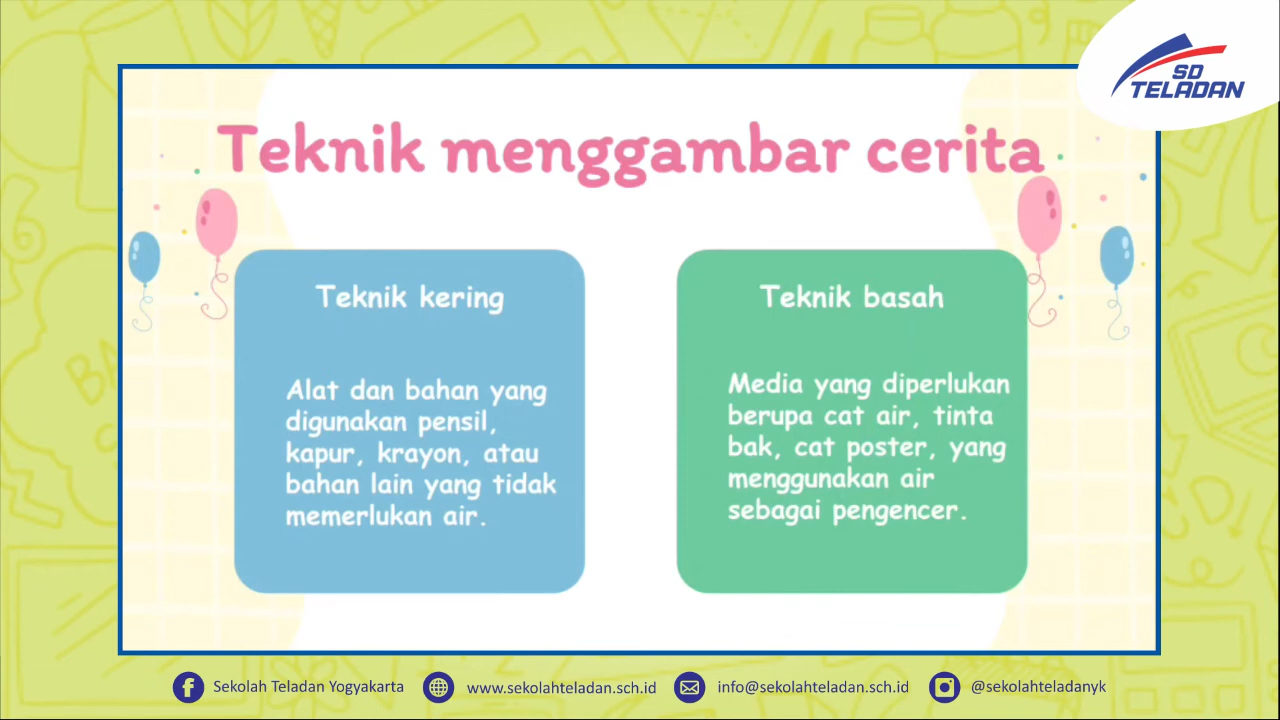 SD
TELADAN
Teknik menggambar cerita
Teknik kering
Alat dan bahan yang
digunakan pensil,
kapur, krayon, atau
bahan lain yang tidak
memerlukan air.
Teknik basah
Media yang diperlukan
berupa cat air, tinta
bak, cat poster, yang
menggunakan air
sebagai pengencer.
Sekolah Teladan Yogyakarta
www.sekolahteladan.sch.id
info@sekolahteladan.sch.id
@sekolahteladanyk